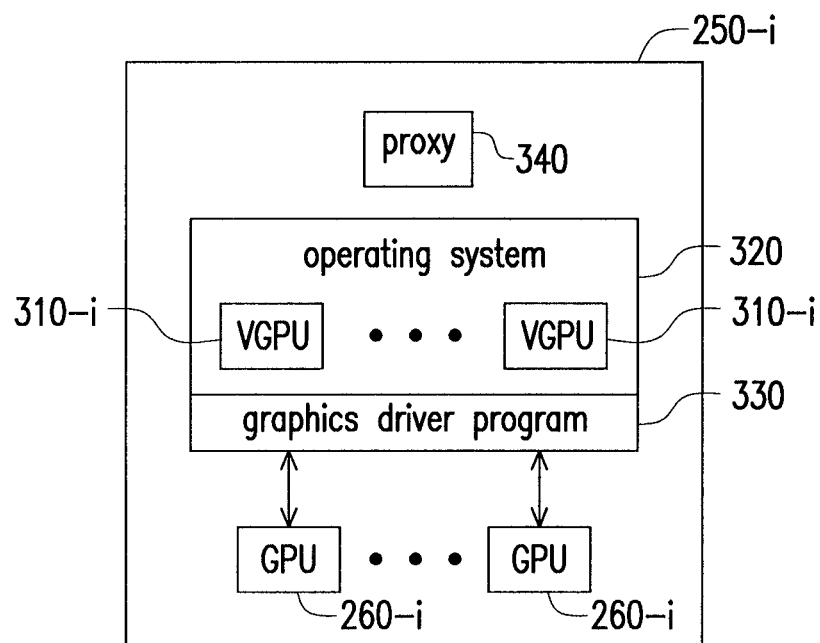 250-i
proxy
340
operating system
320
310-i
VGPU • • • VGPU
310-i
graphics driver program
330
GPU • • • GPU
260-i
260-i